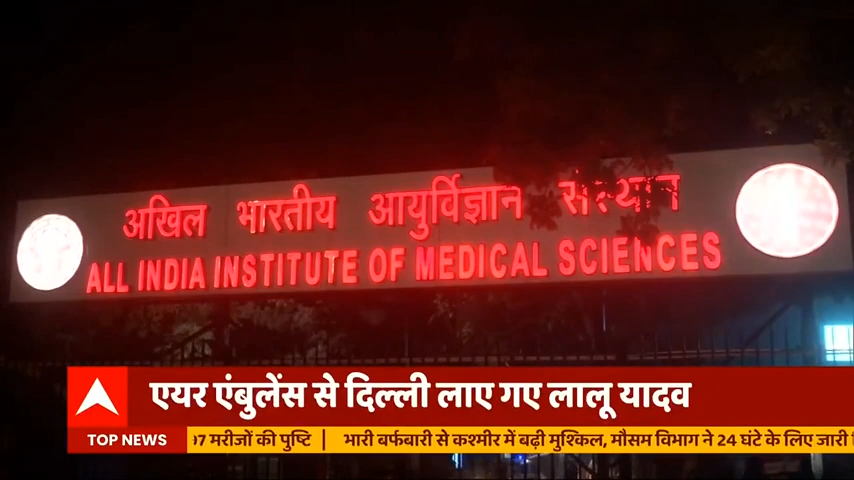 अखिल भारतीय आयुर्विज्ञान संस्थान
ALL INDIA INSTITUTE OF MEDICAL SCIENCES
एयर एंबुलेंस से दिल्ली लाए गए लालू यादव
TOP NEWS
97 मरीजों की पुष्टि | भारी बर्फबारी से कश्मीर में बढ़ी मुश्किल, मौसम विभाग ने 24 घंटे के लिए जारी